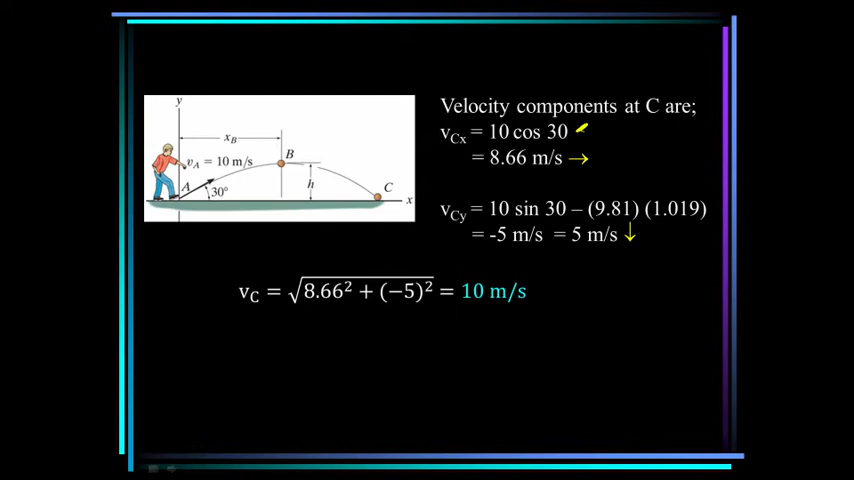 y
x_B
v_A = 10 m/s
B
A
30°
h
C
x
Velocity components at C are;
v_Cx = 10 cos 30
= 8.66 m/s →
v_Cy = 10 sin 30 – (9.81) (1.019)
= -5 m/s = 5 m/s ↓
v_C = √8.66² + (−5)² = 10 m/s